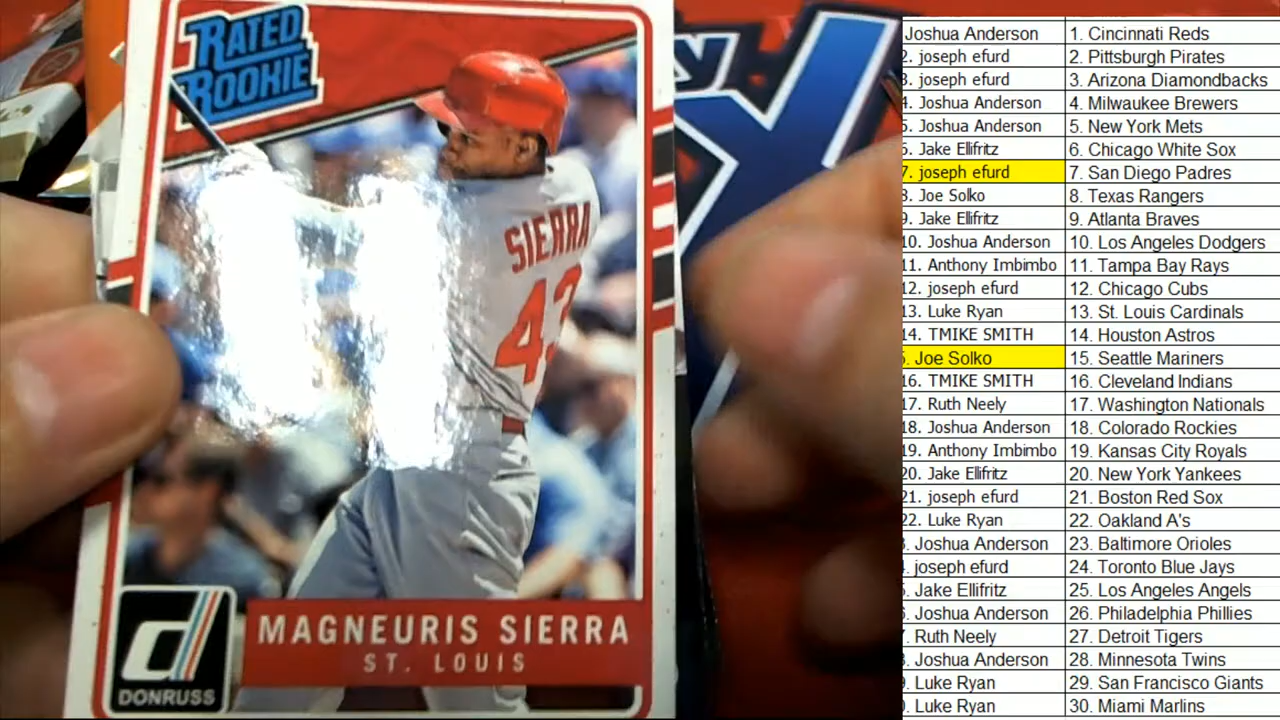 RATED
ROOKIE
SIERRA
43
MAGNEURIS SIERRA
ST. LOUIS
d
DONRUSS
Y
Joshua Anderson 1. Cincinnati Reds
2. joseph efurd 2. Pittsburgh Pirates
3. joseph efurd 3. Arizona Diamondbacks
4. Joshua Anderson 4. Milwaukee Brewers
5. Joshua Anderson 5. New York Mets
6. Jake Ellifritz 6. Chicago White Sox
7. joseph efurd 7. San Diego Padres
8. Joe Solko 8. Texas Rangers
9. Jake Ellifritz 9. Atlanta Braves
10. Joshua Anderson 10. Los Angeles Dodgers
11. Anthony Imbimbo 11. Tampa Bay Rays
12. joseph efurd 12. Chicago Cubs
13. Luke Ryan 13. St. Louis Cardinals
14. TMIKE SMITH 14. Houston Astros
5. Joe Solko 15. Seattle Mariners
16. TMIKE SMITH 16. Cleveland Indians
17. Ruth Neely 17. Washington Nationals
18. Joshua Anderson 18. Colorado Rockies
19. Anthony Imbimbo 19. Kansas City Royals
20. Jake Ellifritz 20. New York Yankees
21. joseph efurd 21. Boston Red Sox
22. Luke Ryan 22. Oakland A's
3. Joshua Anderson 23. Baltimore Orioles
. joseph efurd 24. Toronto Blue Jays
. Jake Ellifritz 25. Los Angeles Angels
. Joshua Anderson 26. Philadelphia Phillies
. Ruth Neely 27. Detroit Tigers
. Joshua Anderson 28. Minnesota Twins
. Luke Ryan 29. San Francisco Giants
. Luke Ryan 30. Miami Marlins